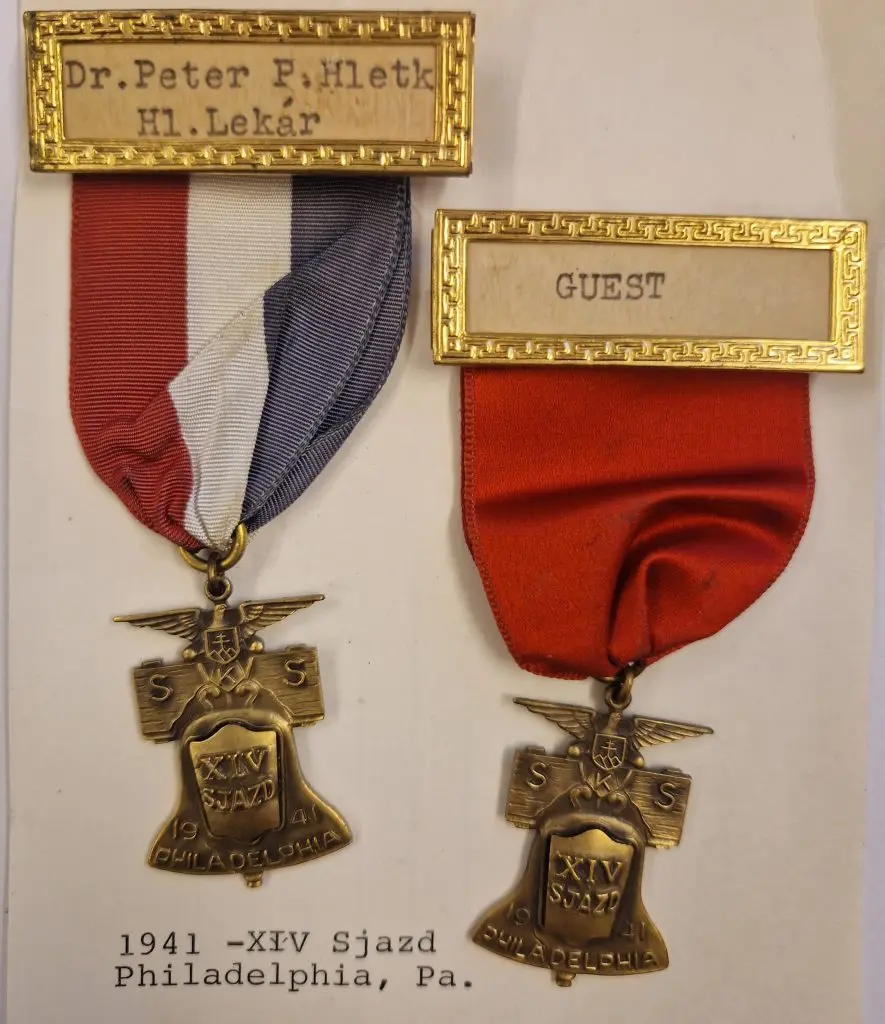 Dr.Peter P.Hletk
Hl.Lekár
GUEST
S S
K
XIV
SJAZD
19 41
PHILADELPHIA
S S
K
XIV
SJAZD
19 41
PHILADELPHIA
1941 -XIV Sjazd
Philadelphia, Pa.